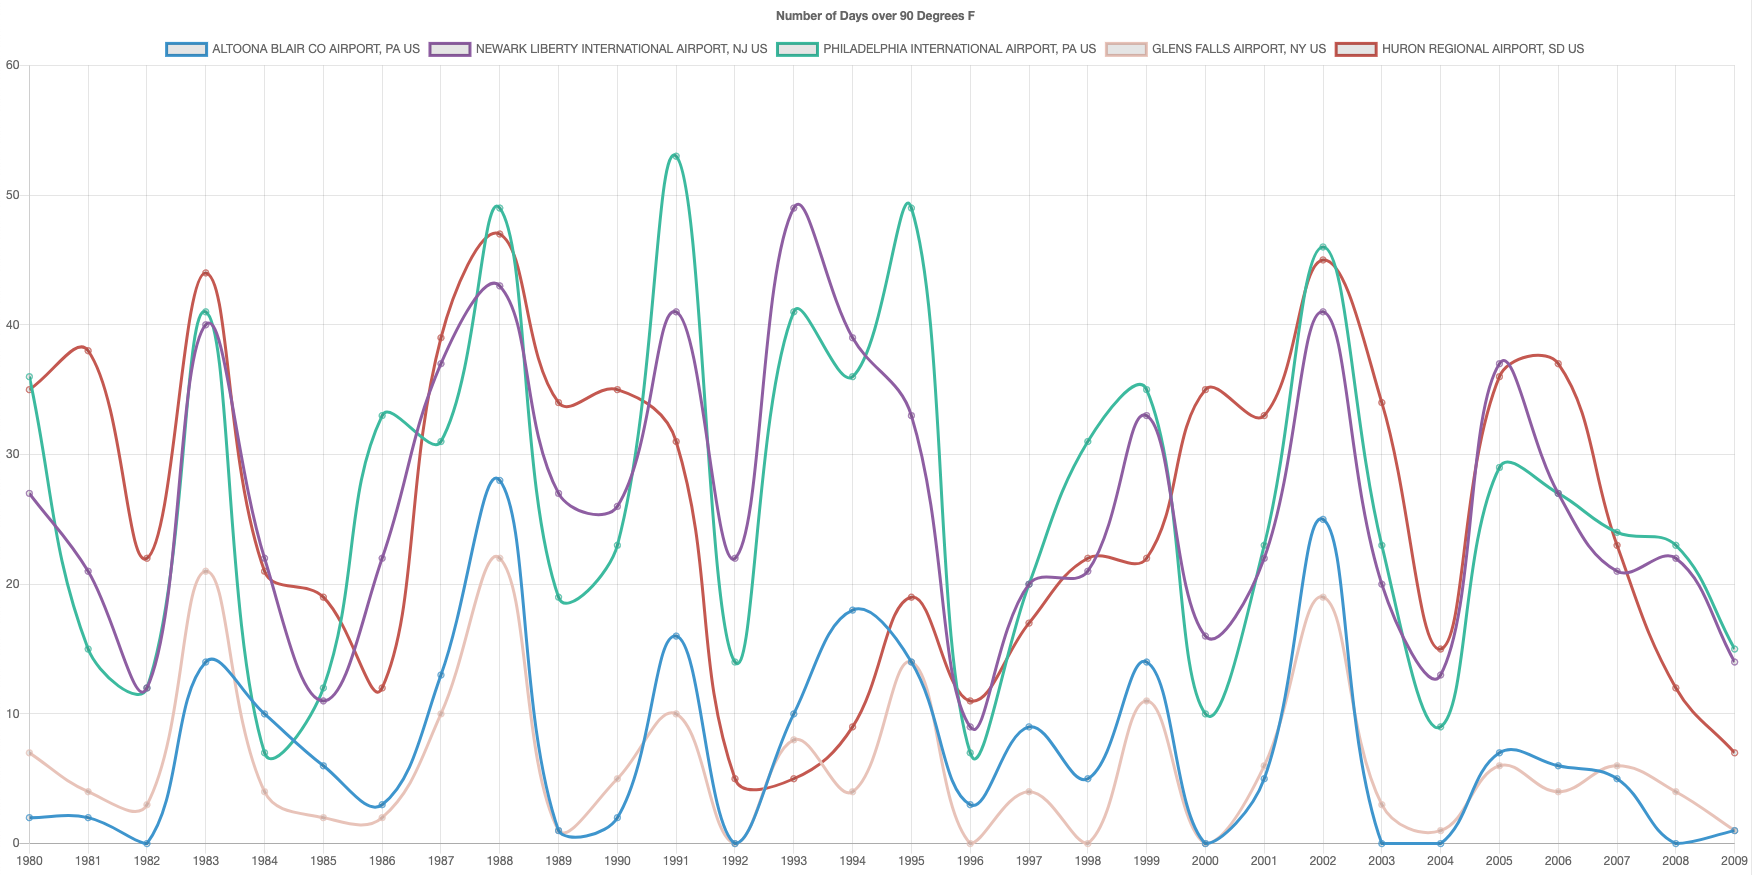 Number of Days over 90 Degrees F
ALTOONA BLAIR CO AIRPORT, PA US NEWARK LIBERTY INTERNATIONAL AIRPORT, NJ US PHILADELPHIA INTERNATIONAL AIRPORT, PA US GLENS FALLS AIRPORT, NY US HURON REGIONAL AIRPORT, SD US
60
50
40
30
20
10
0
1980 1981 1982 1983 1984 1985 1986 1987 1988 1989 1990 1991 1992 1993 1994 1995 1996 1997 1998 1999 2000 2001 2002 2003 2004 2005 2006 2007 2008 2009